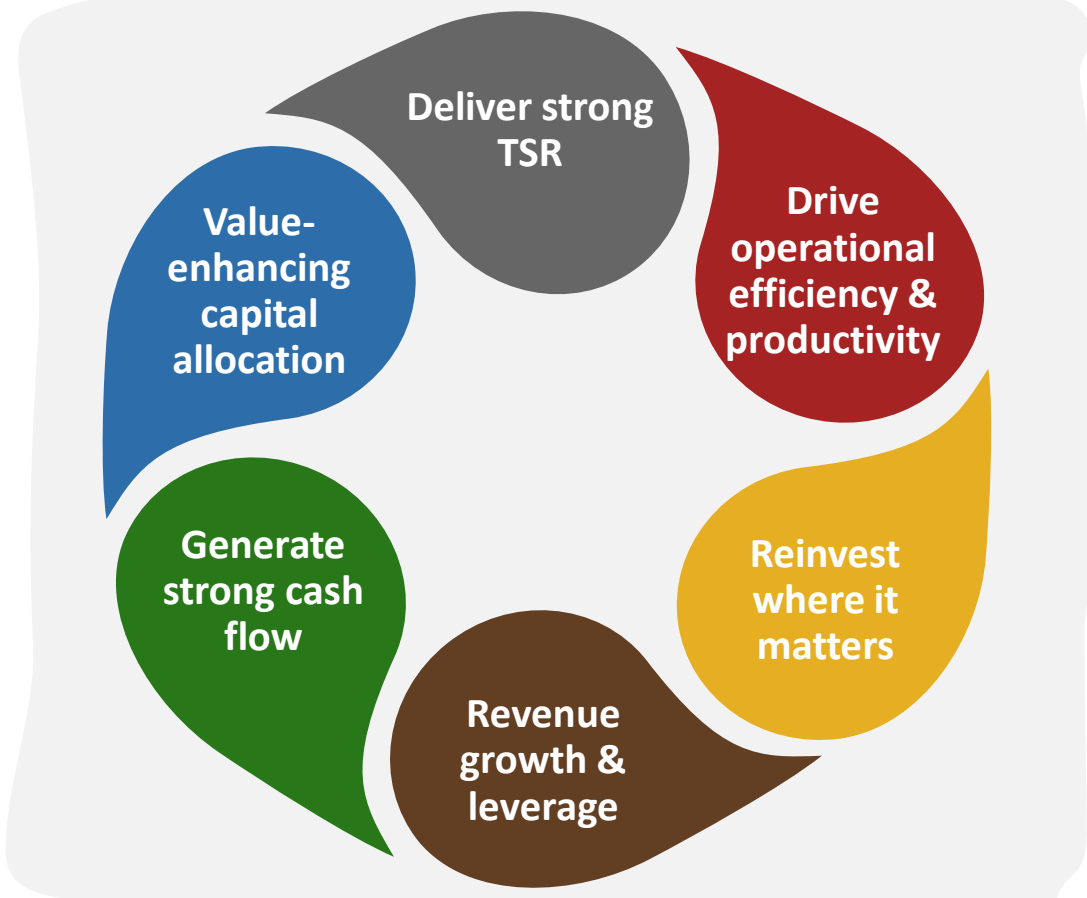 Deliver strong
TSR
Drive
operational
efficiency &
productivity
Reinvest
where it
matters
Revenue
growth &
leverage
Generate
strong cash
flow
Value-
enhancing
capital
allocation